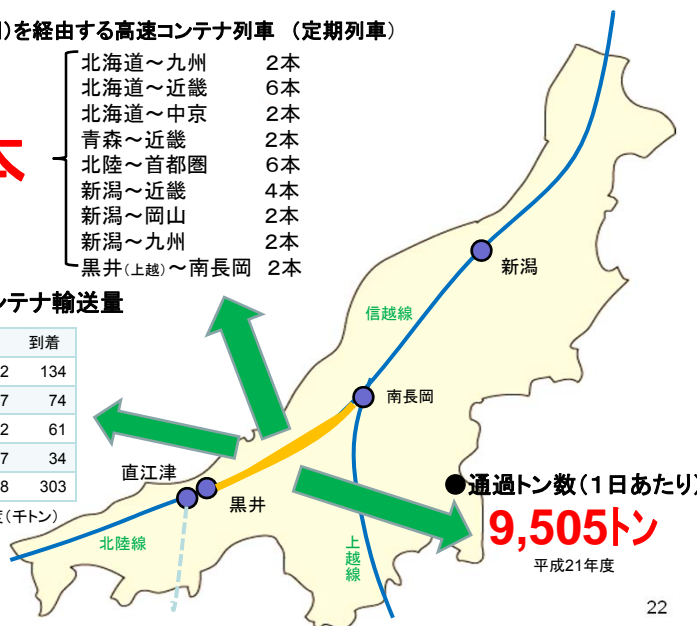 )を経由する高速コンテナ列車 （定期列車）
北海道～九州 2本
北海道～近畿 6本
北海道～中京 2本
青森～近畿 2本
北陸～首都圏 6本
新潟～近畿 4本
新潟～岡山 2本
新潟～九州 2本
黒井(上越)～南長岡 2本
本
ンテナ輸送量
到着
2 134
7 74
2 61
7 34
8 303
度(千トン)
新潟
信越線
南長岡
直江津
黒井
北陸線
上越線
●通過トン数(1日あたり)
9,505トン
平成21年度
22